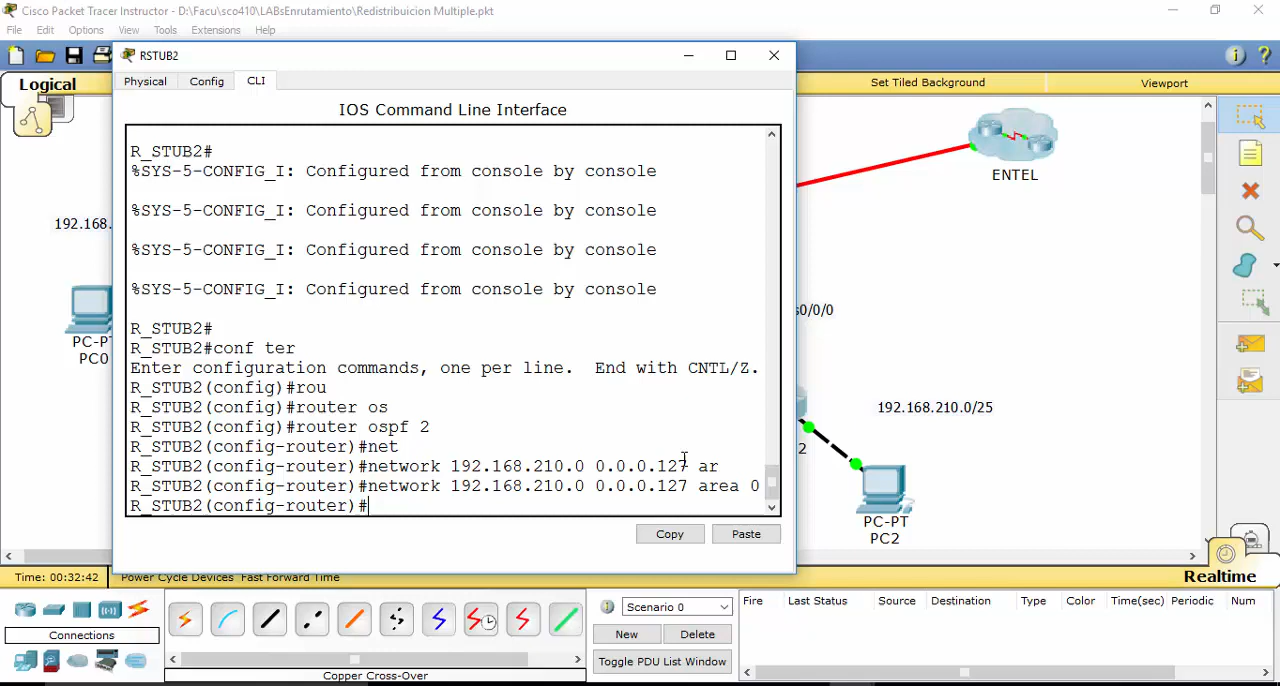 Cisco Packet Tracer Instructor - D:\Facu\sco410\LABsEnrutamiento\Redistribuicion Multiple.pkt
File Edit Options View Tools Extensions Help
RSTUB2
Logical
Physical Config CLI
Set Tiled Background
Viewport
IOS Command Line Interface
R_STUB2#
%SYS-5-CONFIG_I: Configured from console by console
%SYS-5-CONFIG_I: Configured from console by console
%SYS-5-CONFIG_I: Configured from console by console
%SYS-5-CONFIG_I: Configured from console by console
R_STUB2#
R_STUB2#conf ter
Enter configuration commands, one per line. End with CNTL/Z.
R_STUB2(config)#rou
R_STUB2(config)#router os
R_STUB2(config)#router ospf 2
R_STUB2(config-router)#net
R_STUB2(config-router)#network 192.168.210.0 0.0.0.127 ar
R_STUB2(config-router)#network 192.168.210.0 0.0.0.127 area 0
R_STUB2(config-router)#
Copy Paste
192.168.
PC-PT
PC0
ENTEL
s0/0/0
192.168.210.0/25
2
PC-PT
PC2
Time: 00:32:42 Power Cycle Devices Fast Forward Time
Realtime
Connections
Copper Cross-Over
Scenario 0
New Delete
Toggle PDU List Window
Fire Last Status Source Destination Type Color Time(sec) Periodic Num